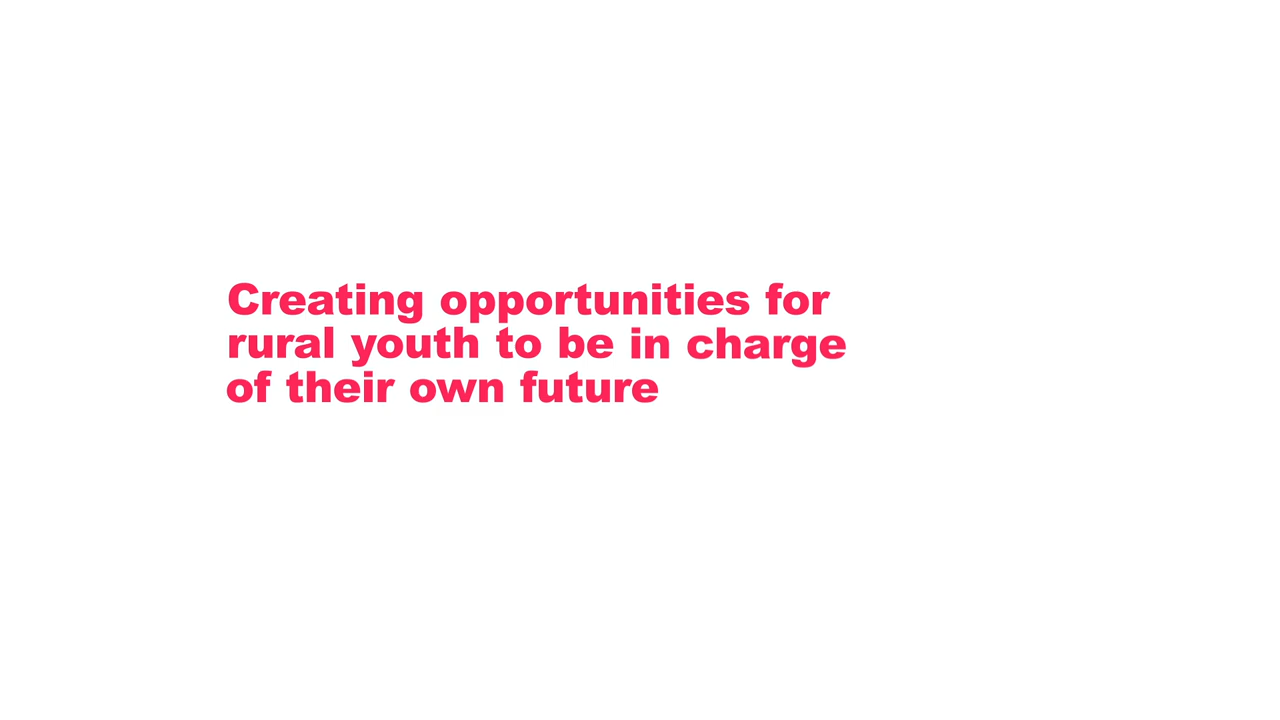 Creating opportunities for
rural youth to be in charge
of their own future